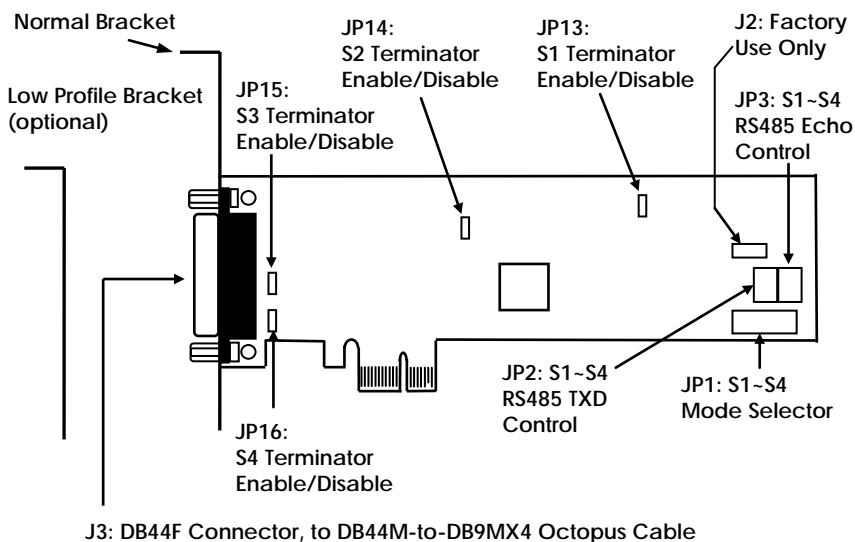 Normal Bracket
Low Profile Bracket
(optional)
JP15:
S3 Terminator
Enable/Disable
JP14:
S2 Terminator
Enable/Disable
JP13:
S1 Terminator
Enable/Disable
J2: Factory
Use Only
JP3: S1~S4
RS485 Echo
Control
JP16:
S4 Terminator
Enable/Disable
JP2: S1~S4
RS485 TXD
Control
JP1: S1~S4
Mode Selector
J3: DB44F Connector, to DB44M-to-DB9MX4 Octopus Cable